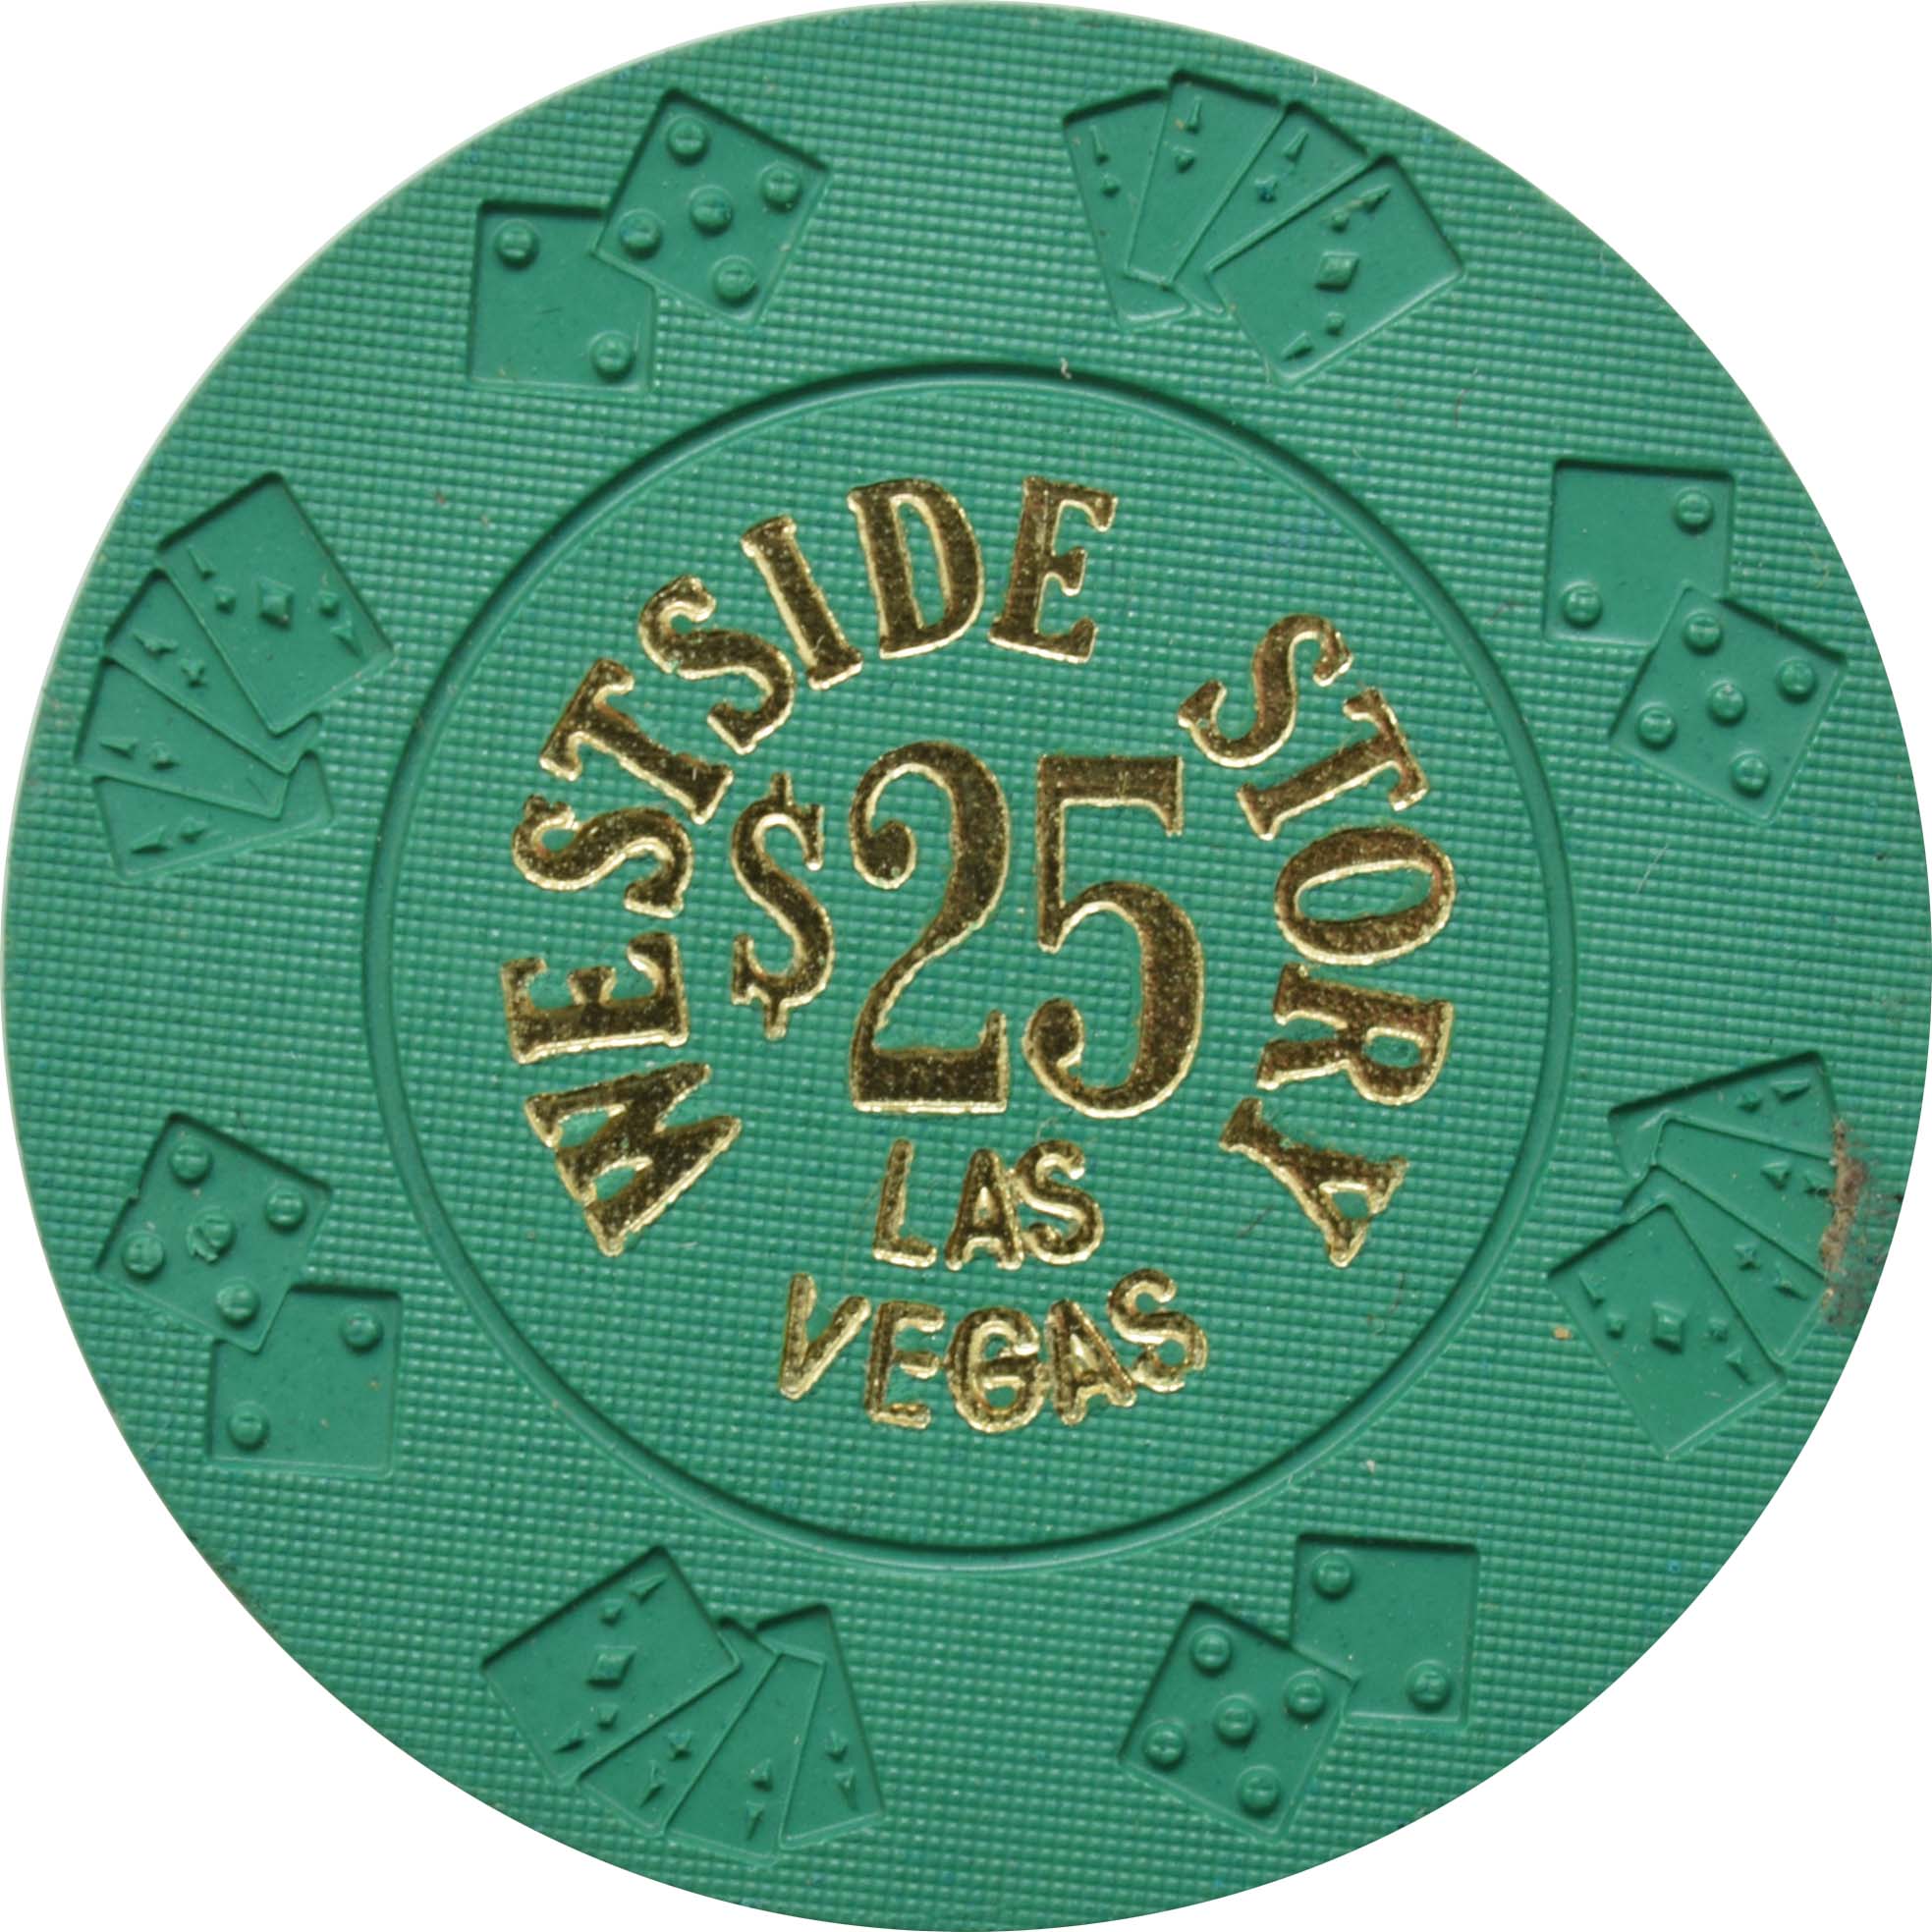 WESTSIDE STORY
$25
LAS
VEGAS